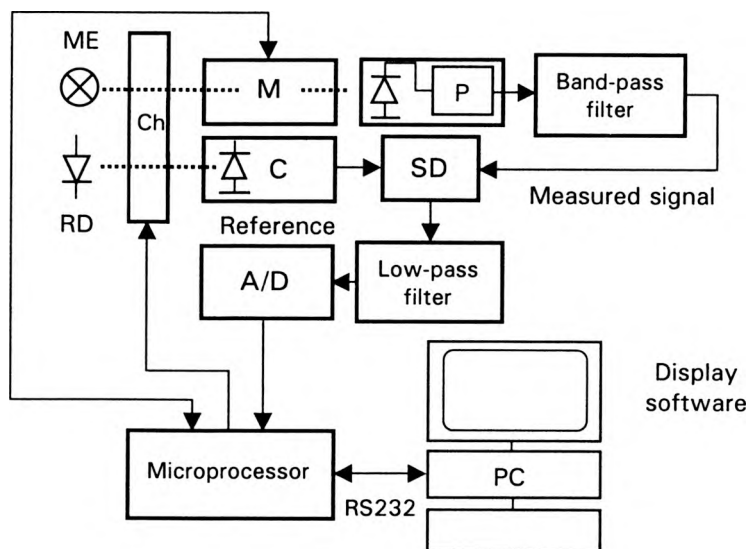 ME
M
P
Band-pass
filter
Ch
C
SD
RD
Reference
Measured signal
A/D
Low-pass
filter
Display
software
Microprocessor
RS232
PC